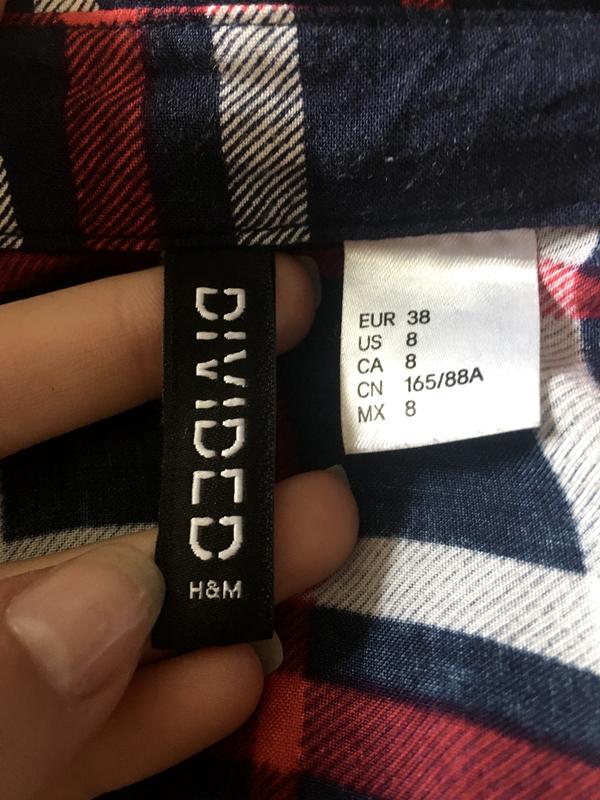 DIVIDED
H&M
EUR 38
US 8
CA 8
CN 165/88A
MX 8